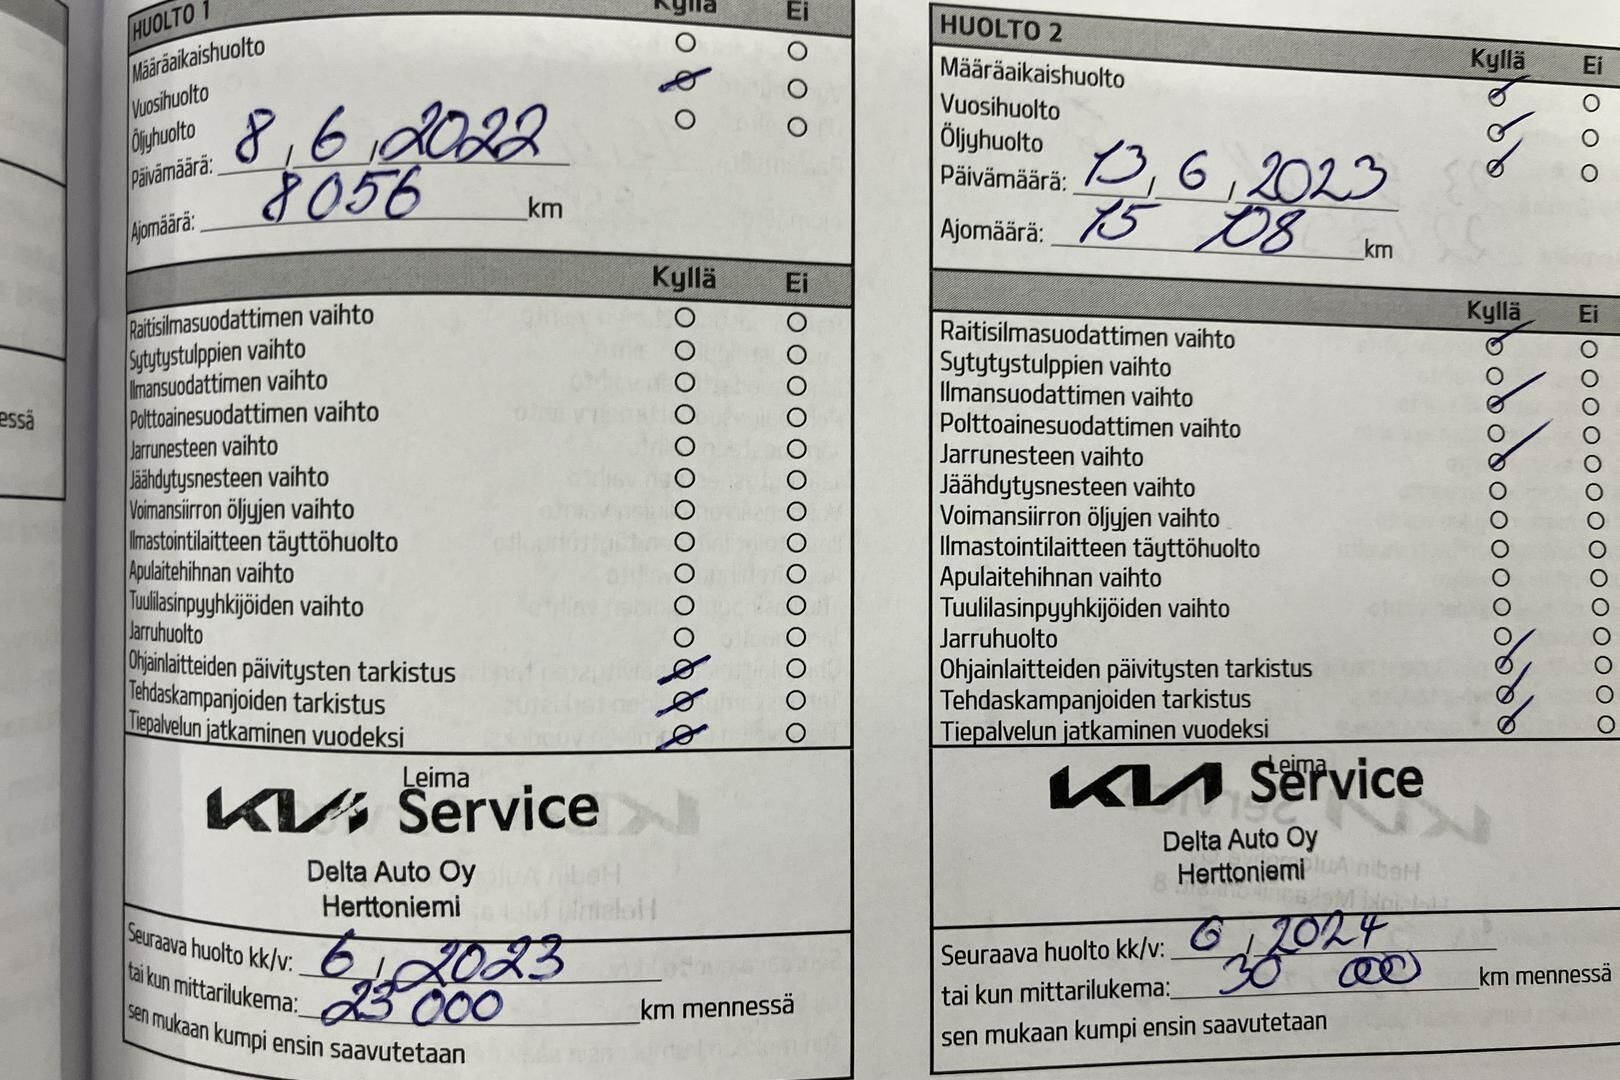 essä
HUOLTO 1
Kyllä Ei
Määräaikaishuolto
Vuosihuolto
Öljyhuolto
Päivämäärä: 8, 6, 2022
Ajomäärä: 8056 km
Kyllä Ei
Raitisilmasuodattimen vaihto
Sytytystulppien vaihto
Ilmansuodattimen vaihto
Polttoainesuodattimen vaihto
Jarrunesteen vaihto
Jäähdytysnesteen vaihto
Voimansiirron öljyjen vaihto
Ilmastointilaitteen täyttöhuolto
Apulaitehihnan vaihto
Tuulilasinpyyhkijöiden vaihto
Jarruhuolto
Ohjainlaitteiden päivitysten tarkistus
Tehdaskampanjoiden tarkistus
Tiepalvelun jatkaminen vuodeksi
Leima
KIA Service
Delta Auto Oy
Herttoniemi
Seuraava huolto kk/v: 6, 2023
tai kun mittarilukema: 23 000 km mennessä
sen mukaan kumpi ensin saavutetaan
HUOLTO 2
Kyllä Ei
Määräaikaishuolto
Vuosihuolto
Öljyhuolto
Päivämäärä: 13, 6, 2023
Ajomäärä: 15 108 km
Kyllä Ei
Raitisilmasuodattimen vaihto
Sytytystulppien vaihto
Ilmansuodattimen vaihto
Polttoainesuodattimen vaihto
Jarrunesteen vaihto
Jäähdytysnesteen vaihto
Voimansiirron öljyjen vaihto
Ilmastointilaitteen täyttöhuolto
Apulaitehihnan vaihto
Tuulilasinpyyhkijöiden vaihto
Jarruhuolto
Ohjainlaitteiden päivitysten tarkistus
Tehdaskampanjoiden tarkistus
Tiepalvelun jatkaminen vuodeksi
Leima
KIA Service
Delta Auto Oy
Herttoniemi
Seuraava huolto kk/v: 6, 2024
tai kun mittarilukema: 30 000 km mennessä
sen mukaan kumpi ensin saavutetaan